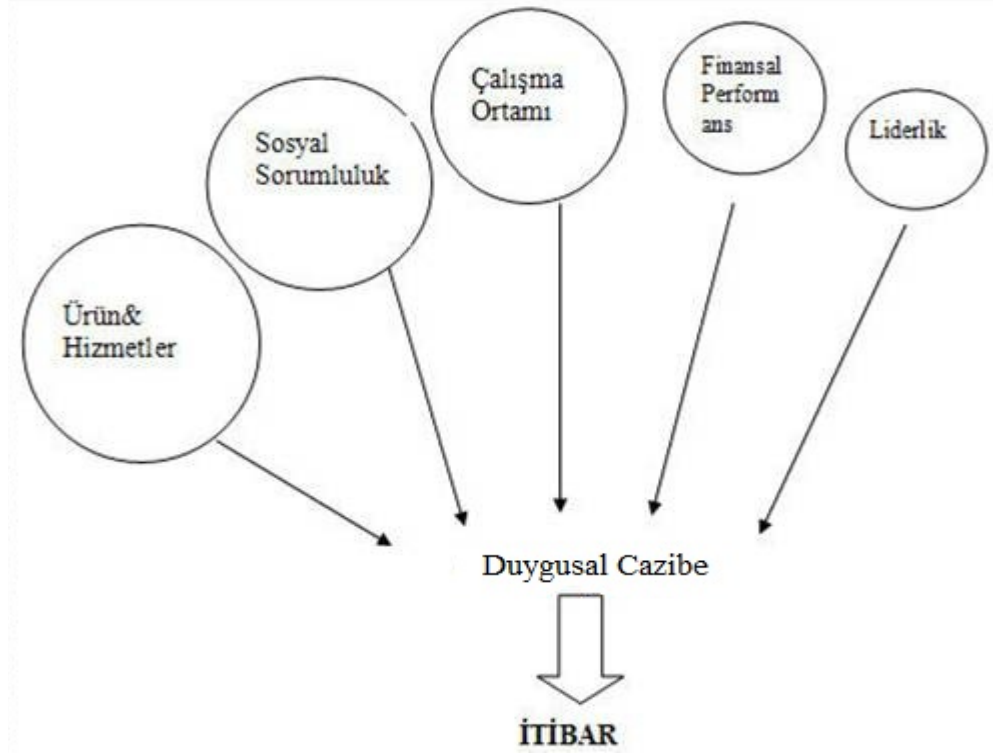 Ürün&
Hizmetler
Sosyal
Sorumluluk
Çalışma
Ortamı
Finansal
Perform
ans
Liderlik
Duygusal Cazibe
İTİBAR